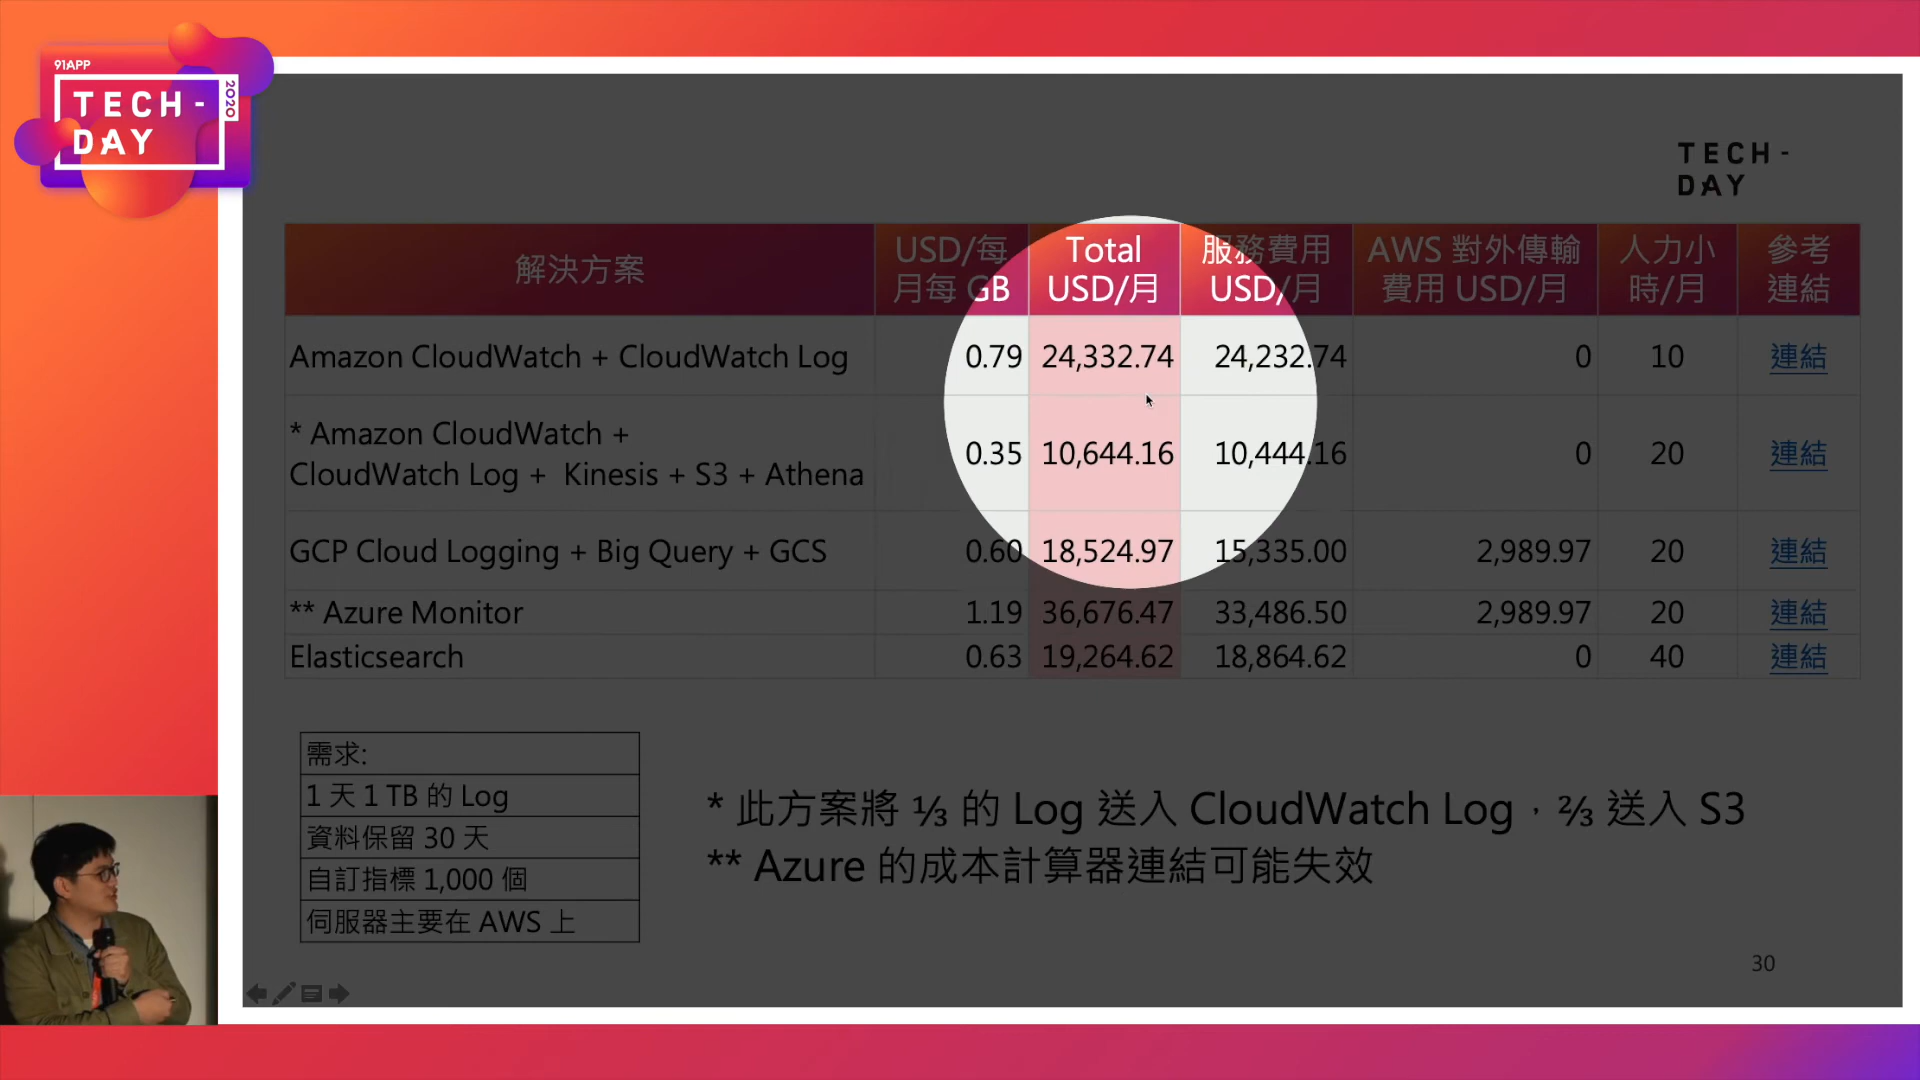 91APP
TECH-
DAY
2020
TECH-
DAY
解決方案
USD/每
月每 GB
Total
USD/月
服務費用
USD/月
AWS 對外傳輸
費用 USD/月
人力小
時/月
參考
連結
Amazon CloudWatch + CloudWatch Log 0.79 24,332.74 24,232.74 0 10 連結
* Amazon CloudWatch +
CloudWatch Log + Kinesis + S3 + Athena 0.35 10,644.16 10,444.16 0 20 連結
GCP Cloud Logging + Big Query + GCS 0.60 18,524.97 15,335.00 2,989.97 20 連結
** Azure Monitor 1.19 36,676.47 33,486.50 2,989.97 20 連結
Elasticsearch 0.63 19,264.62 18,864.62 0 40 連結
需求:
1 天 1 TB 的 Log
資料保留 30 天
自訂指標 1,000 個
伺服器主要在 AWS 上
* 此方案將 ⅓ 的 Log 送入 CloudWatch Log，⅔ 送入 S3
** Azure 的成本計算器連結可能失效
30